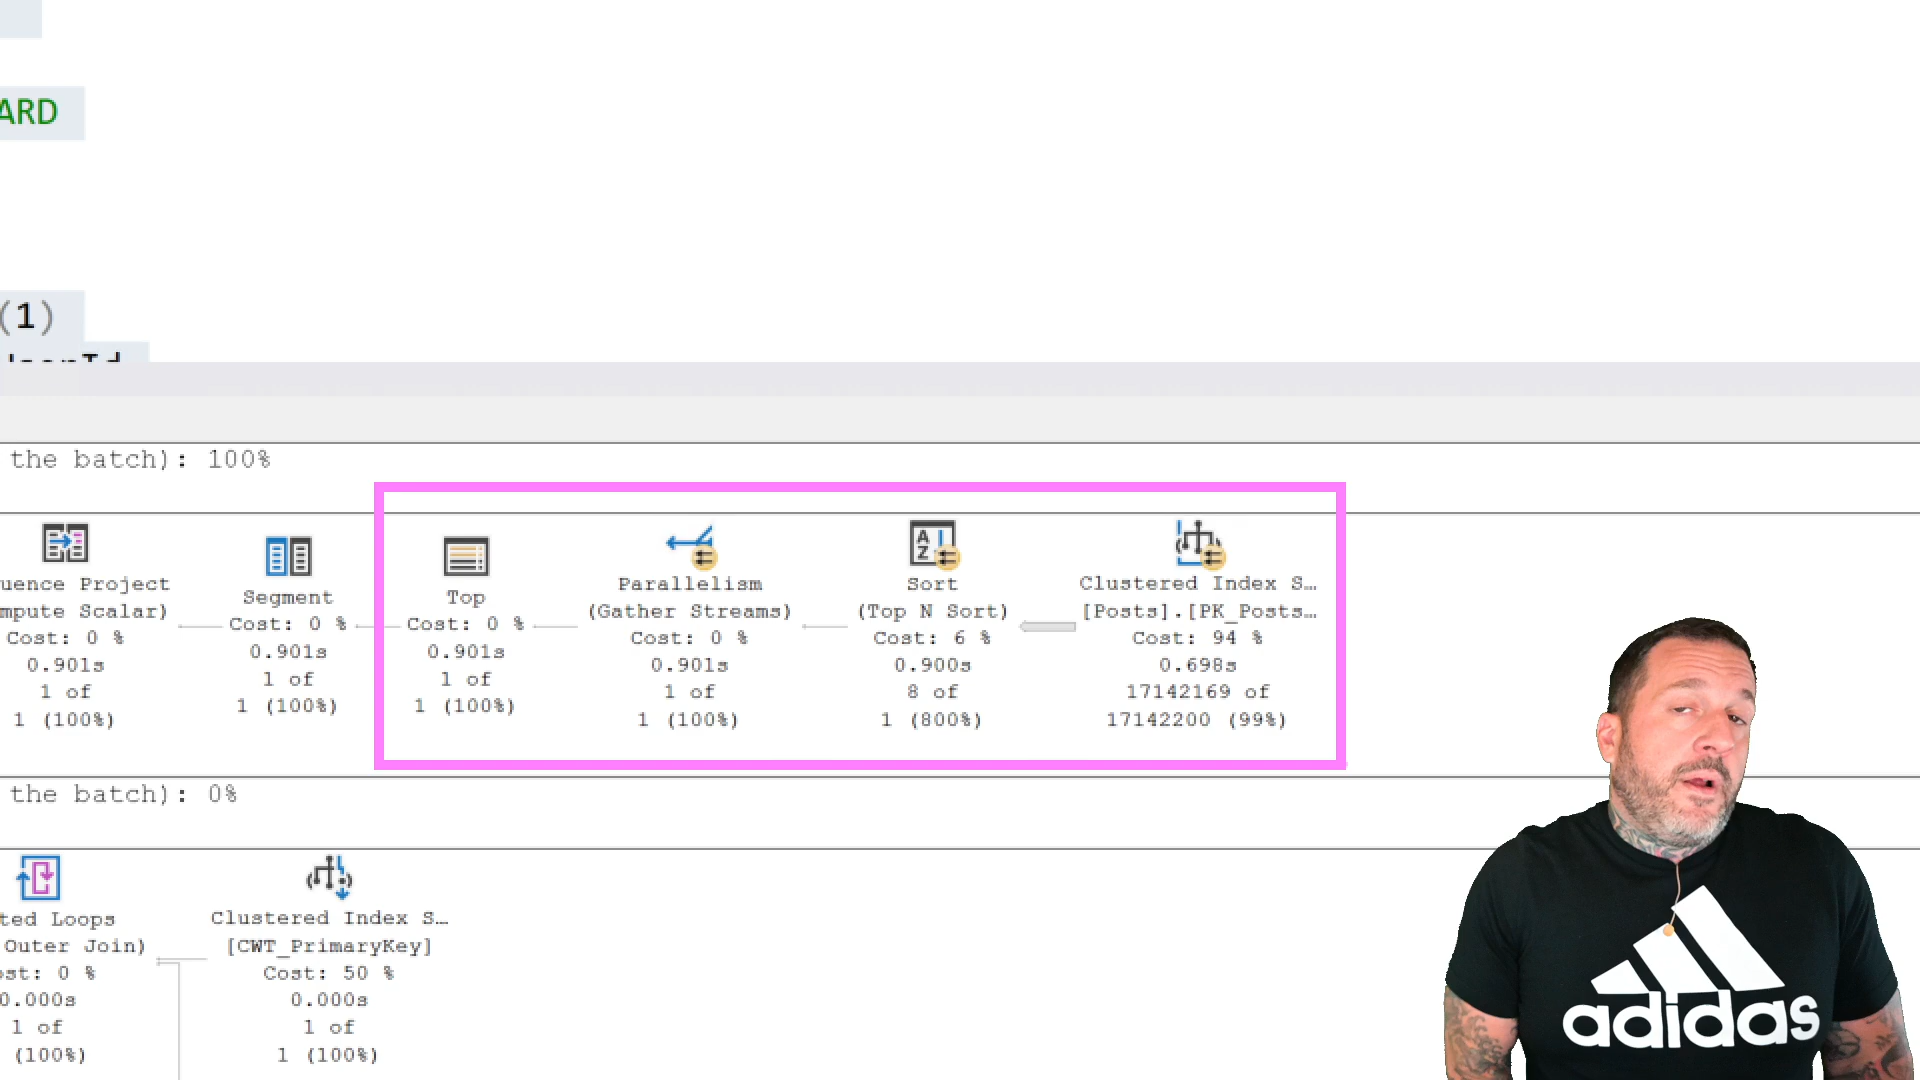 ARD
(1)
the batch): 100%
uence Project
mpute Scalar)
Cost: 0 %
0.901s
1 of
1 (100%)
Segment
Cost: 0 %
0.901s
1 of
1 (100%)
Top
Cost: 0 %
0.901s
1 of
1 (100%)
Parallelism
(Gather Streams)
Cost: 0 %
0.901s
1 of
1 (100%)
Sort
(Top N Sort)
Cost: 6 %
0.900s
8 of
1 (800%)
Clustered Index S...
[Posts].[PK_Posts...
Cost: 94 %
0.698s
17142169 of
17142200 (99%)
the batch): 0%
ted Loops
Outer Join)
ost: 0 %
0.000s
1 of
(100%)
Clustered Index S...
[CWT_PrimaryKey]
Cost: 50 %
0.000s
1 of
1 (100%)
adidas